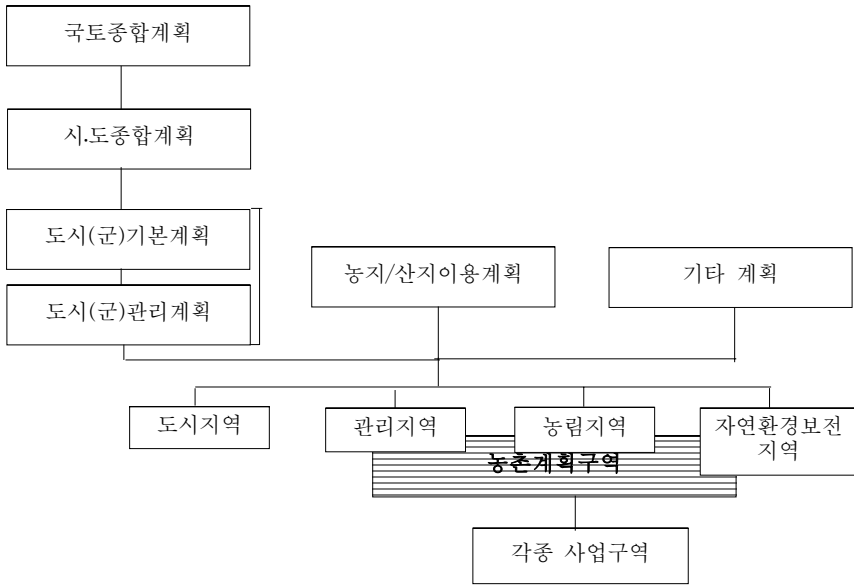 국토종합계획
시.도종합계획
도시(군)기본계획
농지/산지이용계획
기타 계획
도시(군)관리계획
도시지역
관리지역
농림지역
자연환경보전
지역
농촌계획구역
각종 사업구역